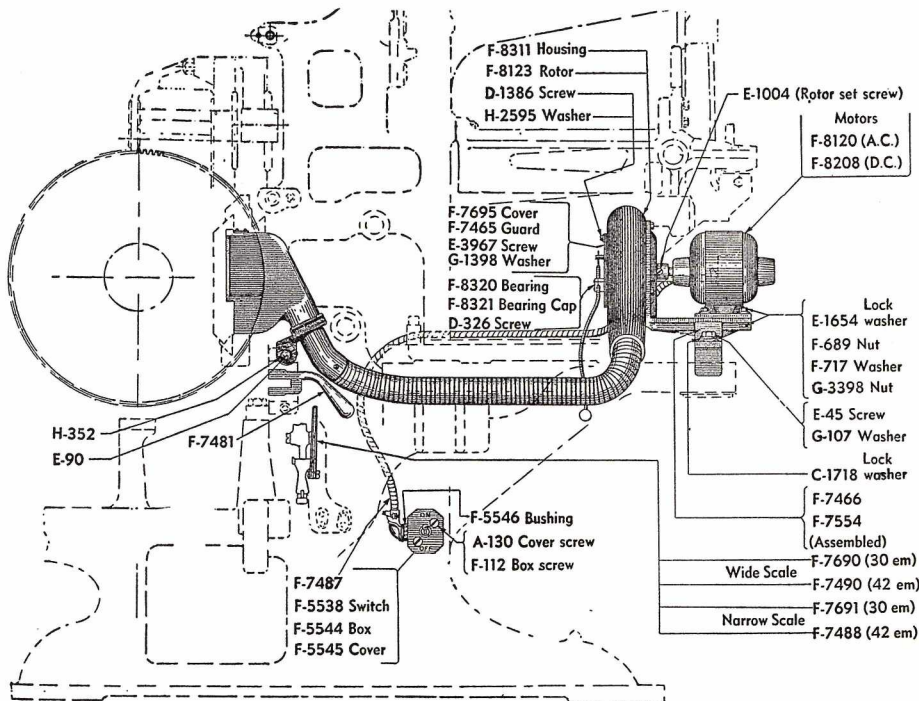 F-8311 Housing
F-8123 Rotor
D-1386 Screw
H-2595 Washer
E-1004 (Rotor set screw)
Motors
F-8120 (A.C.)
F-8208 (D.C.)
F-7695 Cover
F-7465 Guard
E-3967 Screw
G-1398 Washer
F-8320 Bearing
F-8321 Bearing Cap
D-326 Screw
Lock
E-1654 washer
F-689 Nut
F-717 Washer
G-3398 Nut
E-45 Screw
G-107 Washer
Lock
C-1718 washer
F-7466
F-7554
(Assembled)
H-352
E-90
F-7481
ON
OFF
F-5546 Bushing
A-130 Cover screw
F-112 Box screw
F-7487
F-5538 Switch
F-5544 Box
F-5545 Cover
F-7690 (30 em)
Wide Scale
F-7490 (42 em)
F-7691 (30 em)
Narrow Scale
F-7488 (42 em)